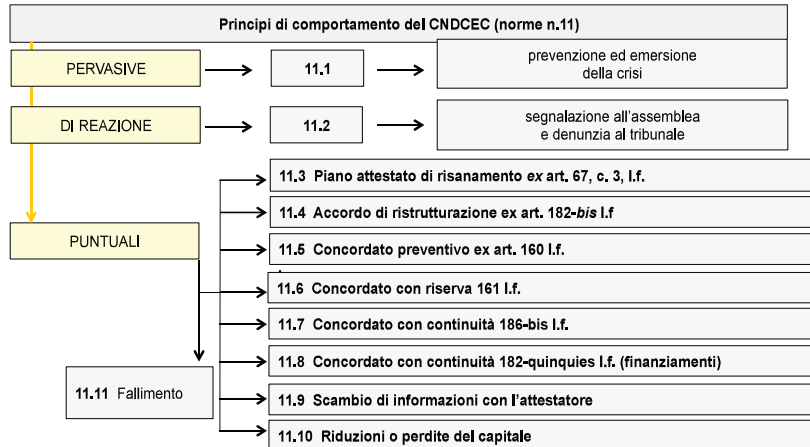 Principi di comportamento del CNDCEC (norme n.11)
PERVASIVE
11.1
prevenzione ed emersione
della crisi
DI REAZIONE
11.2
segnalazione all'assemblea
e denunzia al tribunale
PUNTUALI
11.3 Piano attestato di risanamento ex art. 67, c. 3, l.f.
11.4 Accordo di ristrutturazione ex art. 182-bis l.f
11.5 Concordato preventivo ex art. 160 l.f.
11.6 Concordato con riserva 161 l.f.
11.7 Concordato con continuità 186-bis l.f.
11.8 Concordato con continuità 182-quinquies l.f. (finanziamenti)
11.9 Scambio di informazioni con l'attestatore
11.10 Riduzioni o perdite del capitale
11.11 Fallimento